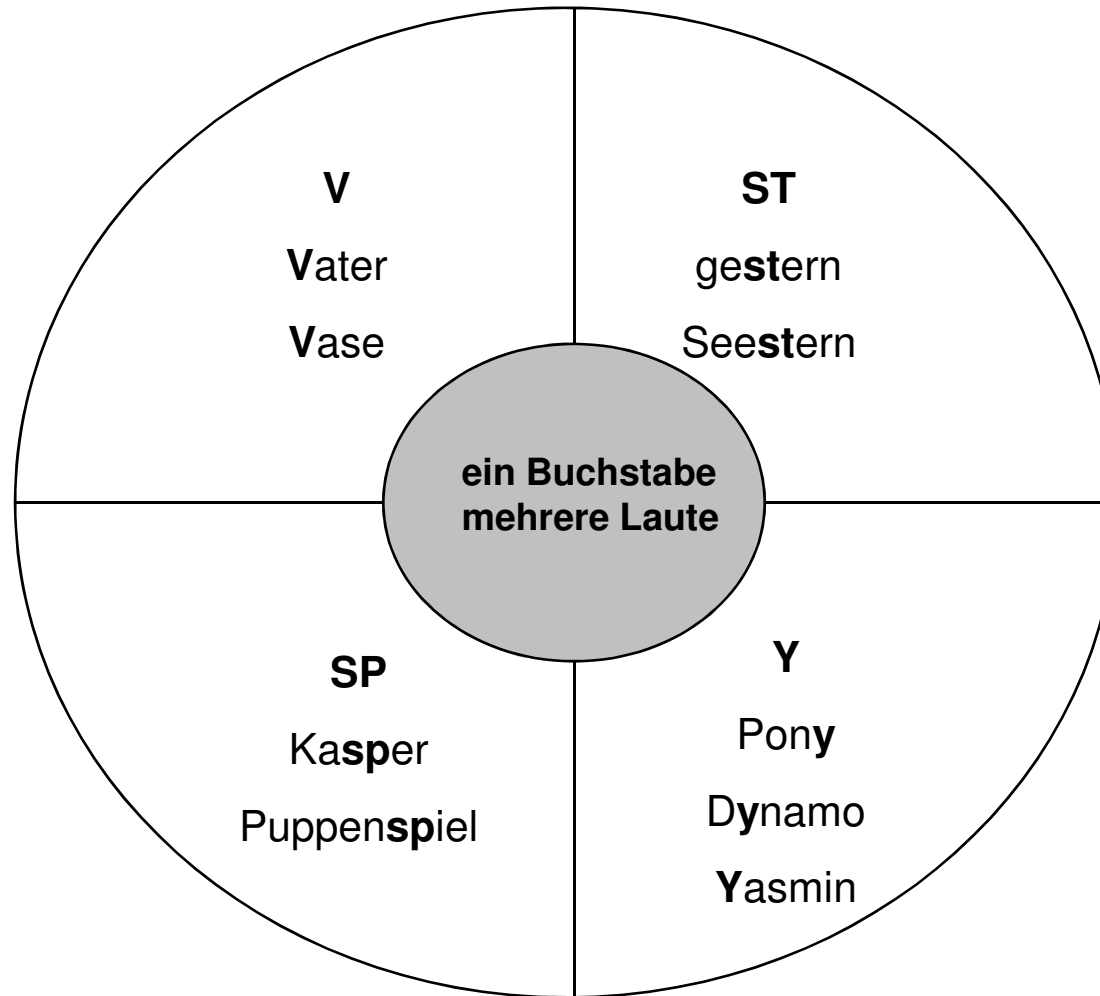 V
Vater
Vase
ST
gestern
Seestern
ein Buchstabe
mehrere Laute
SP
Kasper
Puppenspiel
Y
Pony
Dynamo
Yasmin